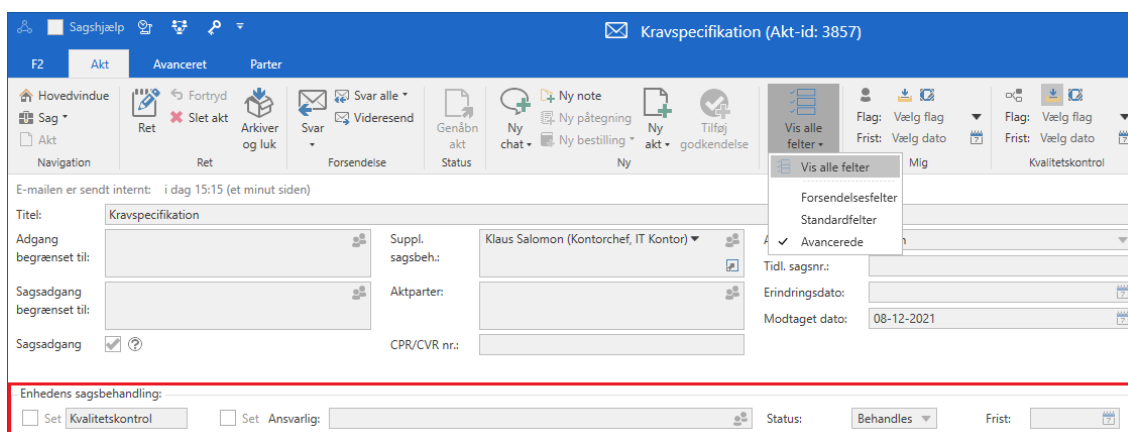 Sagshjælp
Kravspecifikation (Akt-id: 3857)
F2 Akt Avanceret Parter
Hovedvindue
Sag
Akt
Navigation
Ret
Fortryd
Slet akt
Arkiver
og luk
Ret
Svar
Svar alle
Videresend
Forsendelse
Genåbn
akt
Status
Ny
chat
Ny note
Ny påtegning
Ny bestilling
Ny
akt
Tilføj
godkendelse
Ny
Vis alle
felter
Flag: Vælg flag
Frist: Vælg dato
Mig
Flag: Vælg flag
Frist: Vælg dato
Kvalitetskontrol
Vis alle felter
Forsendelsesfelter
Standardfelter
Avancerede
E-mailen er sendt internt: i dag 15:15 (et minut siden)
Titel: Kravspecifikation
Adgang
begrænset til:
Suppl.
sagsbeh.:
Klaus Salomon (Kontorchef, IT Kontor)
Tidl. sagsnr.:
Sagsadgang
begrænset til:
Aktparter:
Erindringsdato:
Modtaget dato: 08-12-2021
Sagsadgang
CPR/CVR nr.:
Enhedens sagsbehandling:
Set Kvalitetskontrol Set Ansvarlig: Status: Behandles Frist: